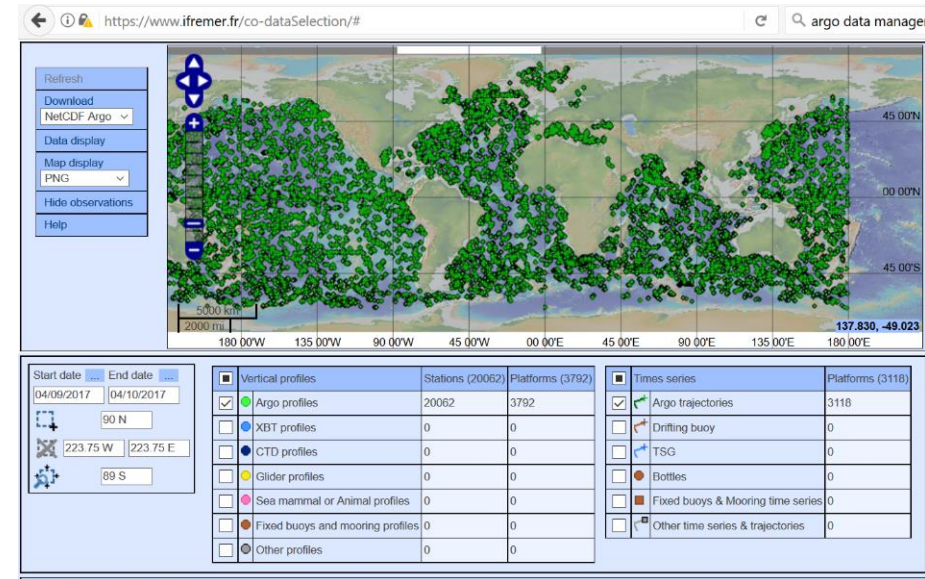 https://www.ifremer.fr/co-dataSelection/#
argo data manager
Refresh
Download
NetCDF Argo
Data display
Map display
PNG
Hide observations
Help
45 00'N
00 00'N
45 00'S
5000 km
2000 mi
137.830, -49.023
180 00'W 135 00'W 90 00'W 45 00'W 00 00'E 45 00'E 90 00'E 135 00'E 180 00'E
Start date ... End date ...
04/09/2017 04/10/2017
90 N
223.75 W 223.75 E
89 S
Vertical profiles Stations (20062) Platforms (3792)
Argo profiles 20062 3792
XBT profiles 0 0
CTD profiles 0 0
Glider profiles 0 0
Sea mammal or Animal profiles 0 0
Fixed buoys and mooring profiles 0 0
Other profiles 0 0
Times series Platforms (3118)
Argo trajectories 3118
Drifting buoy 0
TSG 0
Bottles 0
Fixed buoys & Mooring time series 0
Other time series & trajectories 0